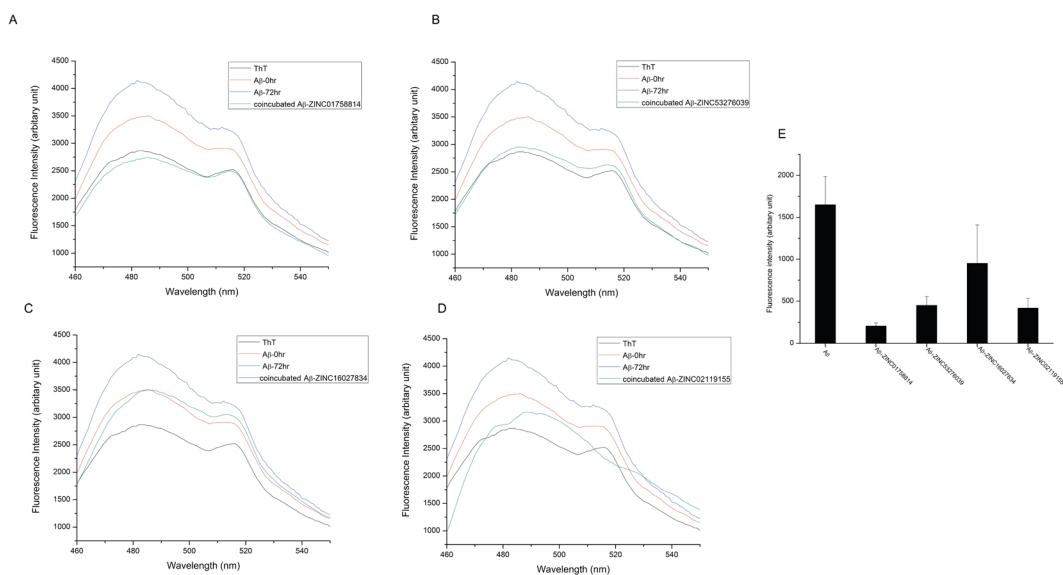 A
4500
4000
3500
3000
2500
2000
1500
1000
460
480
500
520
540
Fluorescence Intensity (arbitary unit)
Wavelength (nm)
ThT
Aβ-0hr
Aβ-72hr
coincubated Aβ-ZINC01758814
B
4500
4000
3500
3000
2500
2000
1500
1000
460
480
500
520
540
Fluorescence Intensity (arbitary unit)
Wavelength (nm)
ThT
Aβ-0hr
Aβ-72hr
coincubated Aβ-ZINC53276039
C
4500
4000
3500
3000
2500
2000
1500
1000
460
480
500
520
540
Fluorescence Intensity (arbitary unit)
Wavelength (nm)
ThT
Aβ-0hr
Aβ-72hr
coincubated Aβ-ZINC16027834
D
4500
4000
3500
3000
2500
2000
1500
1000
460
480
500
520
540
Fluorescence Intensity (arbitary unit)
Wavelength (nm)
ThT
Aβ-0hr
Aβ-72hr
coincubated Aβ-ZINC02119155
E
2000
1500
1000
500
0
Fluorescence intensity (arbitary unit)
Aβ
Aβ-ZINC01758814
Aβ-ZINC53276039
Aβ-ZINC16027834
Aβ-ZINC02119155